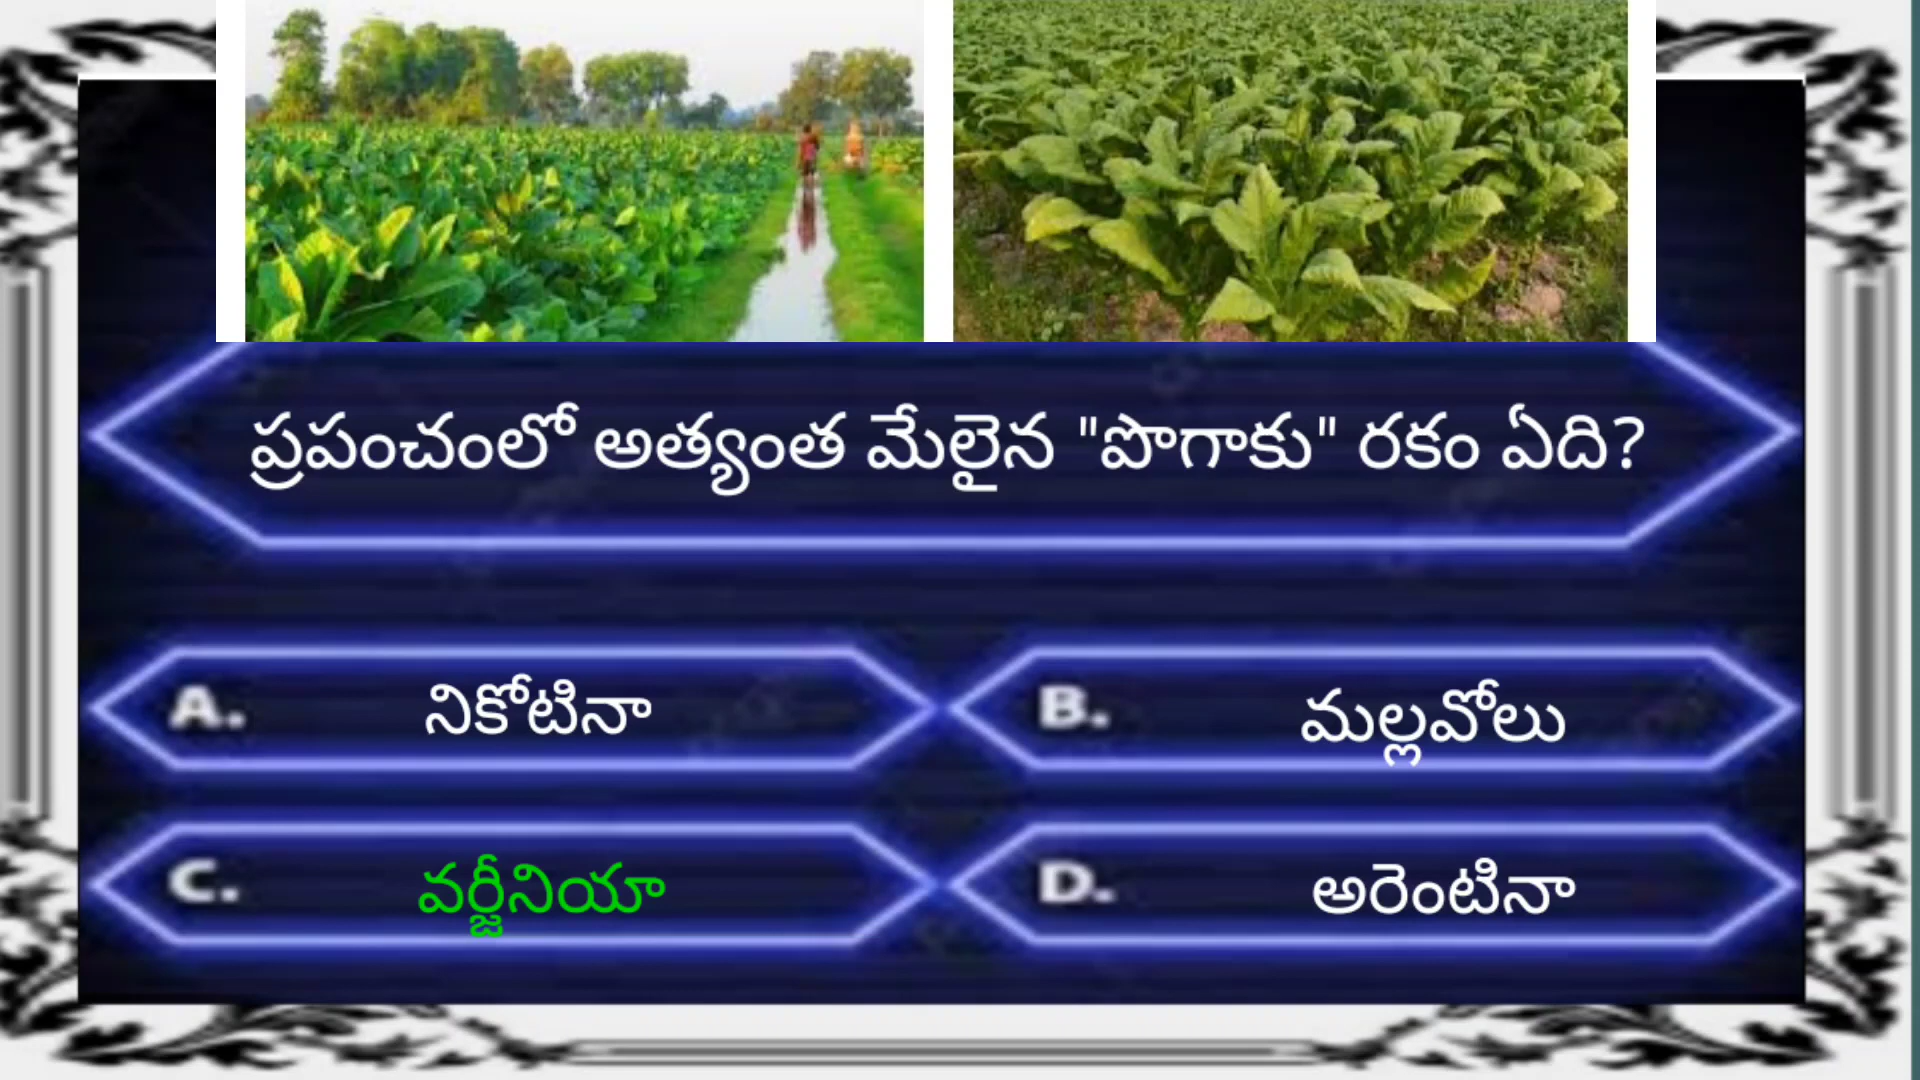 ప్రపంచంలో అత్యంత మేలైన "పొగాకు" రకం ఏది?
A. నికోటినా
B. మల్లవోలు
C. వర్జీనియా
D. అరెంటినా